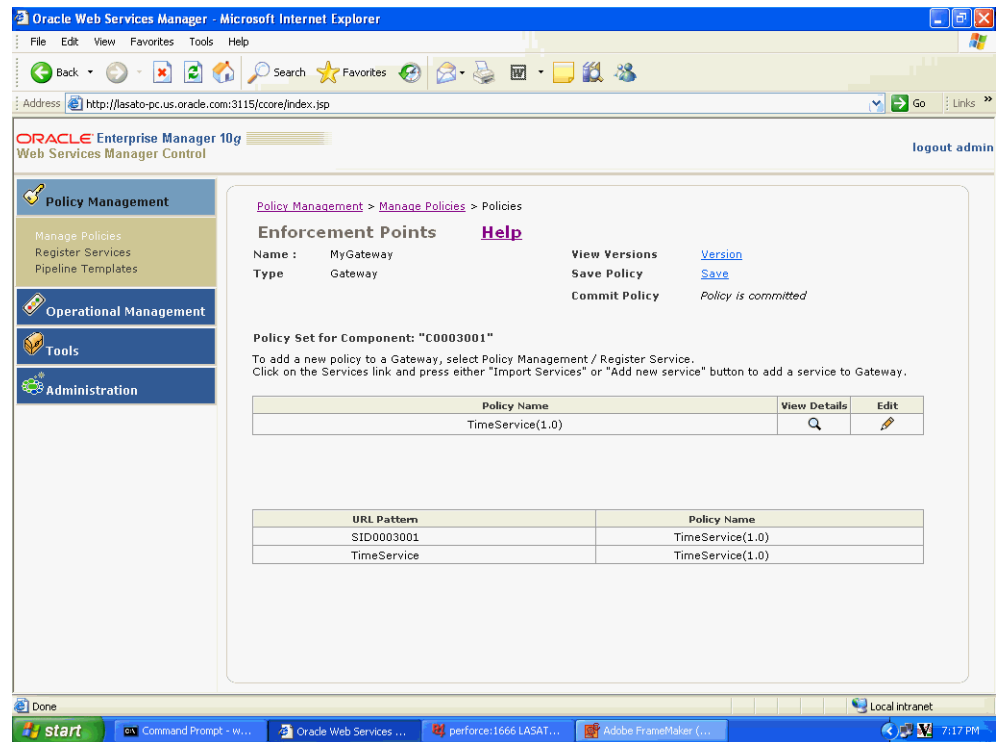 Oracle Web Services Manager - Microsoft Internet Explorer
File Edit View Favorites Tools Help
Back Search Favorites
Address http://lasato-pc.us.oracle.com:3115/ccore/index.jsp Go Links »
ORACLE Enterprise Manager 10g
Web Services Manager Control
logout admin
Policy Management
Manage Policies
Register Services
Pipeline Templates
Operational Management
Tools
Administration
Policy Management > Manage Policies > Policies
Enforcement Points Help
Name : MyGateway View Versions Version
Type Gateway Save Policy Save
Commit Policy Policy is committed
Policy Set for Component: "C0003001"
To add a new policy to a Gateway, select Policy Management / Register Service.
Click on the Services link and press either "Import Services" or "Add new service" button to add a service to Gateway.
Policy Name View Details Edit
TimeService(1.0)
URL Pattern Policy Name
SID0003001 TimeService(1.0)
TimeService TimeService(1.0)
Done Local intranet
start Command Prompt - w... Oracle Web Services ... perforce:1666 LASAT... Adobe FrameMaker (... 7:17 PM